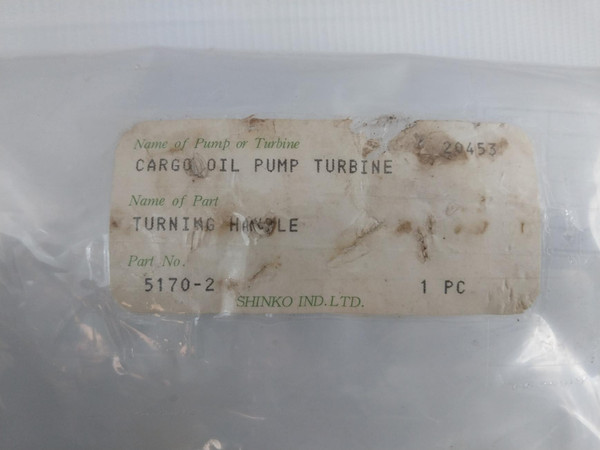 Name of Pump or Turbine
20453
CARGO OIL PUMP TURBINE
Name of Part
TURNING HANDLE
Part No.
5170-2
1 PC
SHINKO IND.LTD.